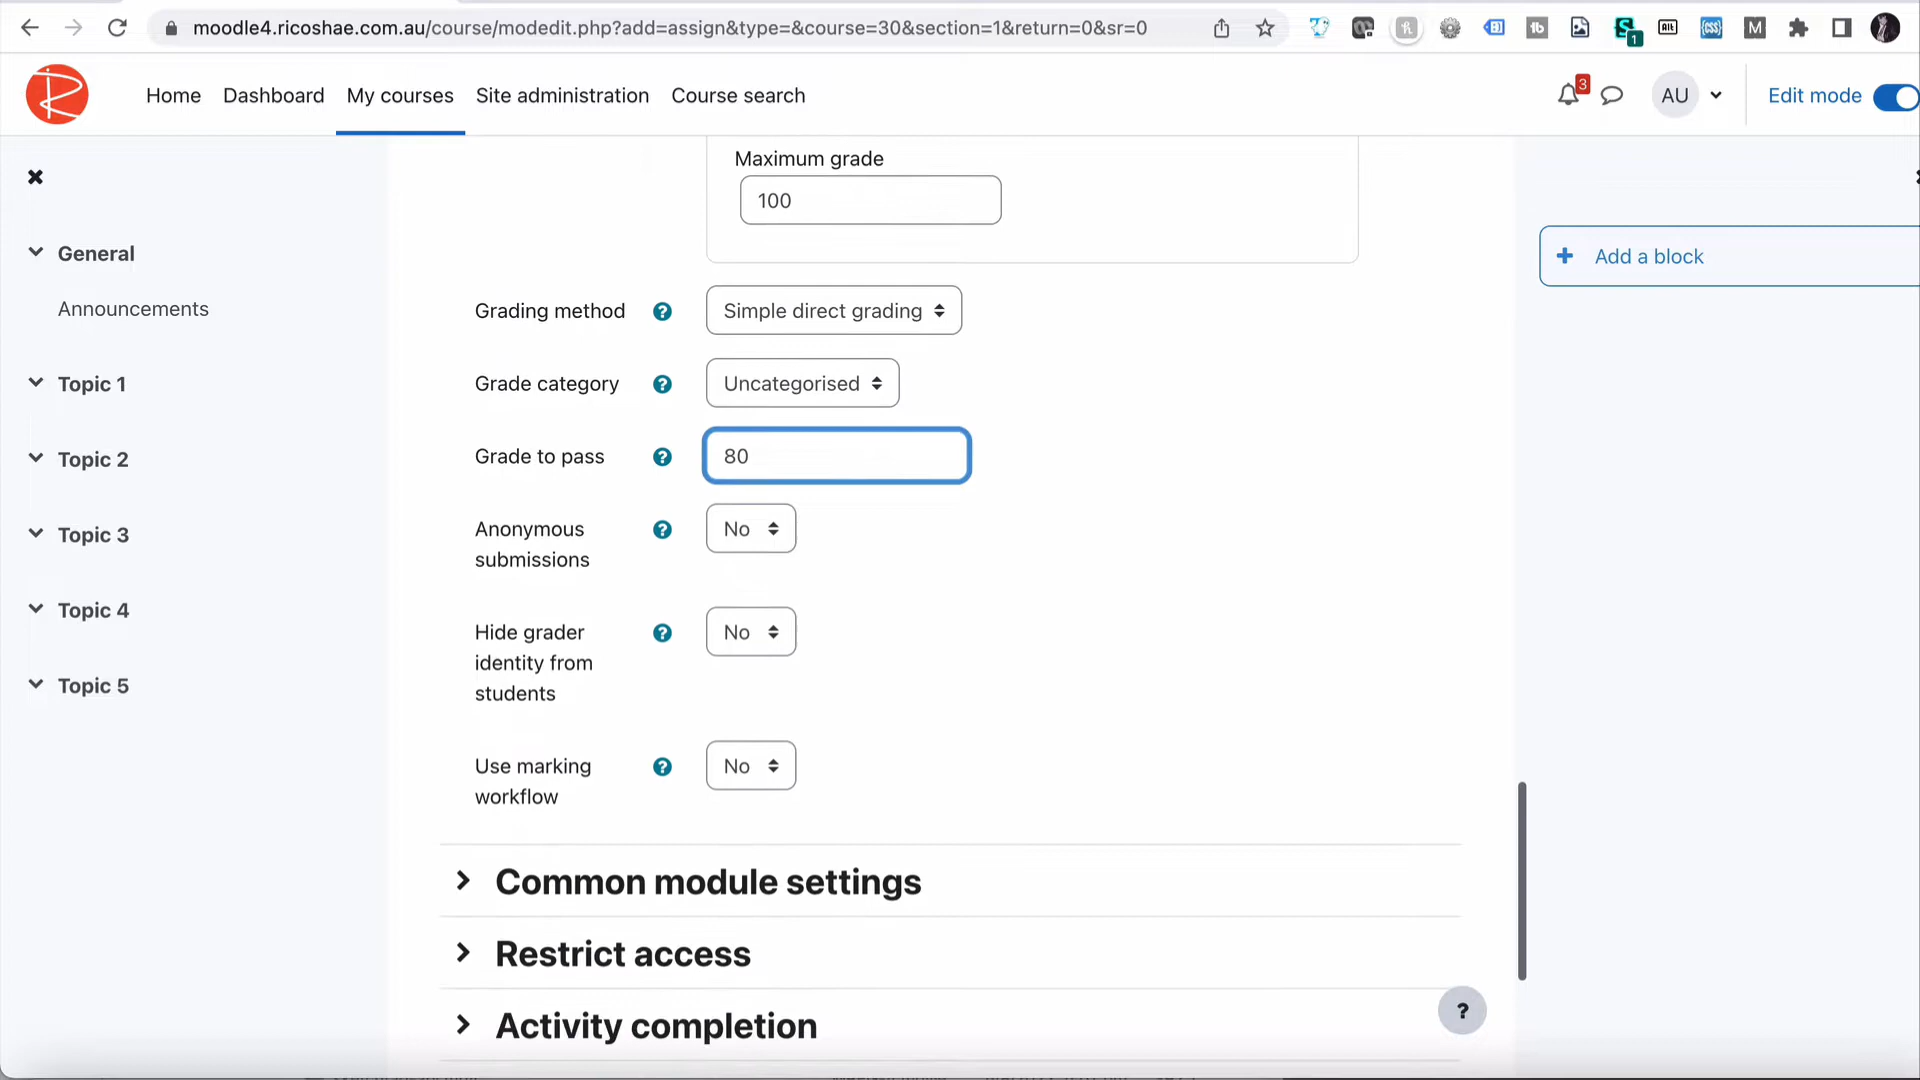 moodle4.ricoshae.com.au/course/modedit.php?add=assign&type=&course=30&section=1&return=0&sr=0
Home
Dashboard
My courses
Site administration
Course search
3
AU
Edit mode
General
Announcements
Topic 1
Topic 2
Topic 3
Topic 4
Topic 5
Maximum grade
100
Grading method
Simple direct grading
Grade category
Uncategorised
Grade to pass
80
Anonymous
submissions
No
Hide grader
identity from
students
No
Use marking
workflow
No
Common module settings
Restrict access
Activity completion
Add a block
?